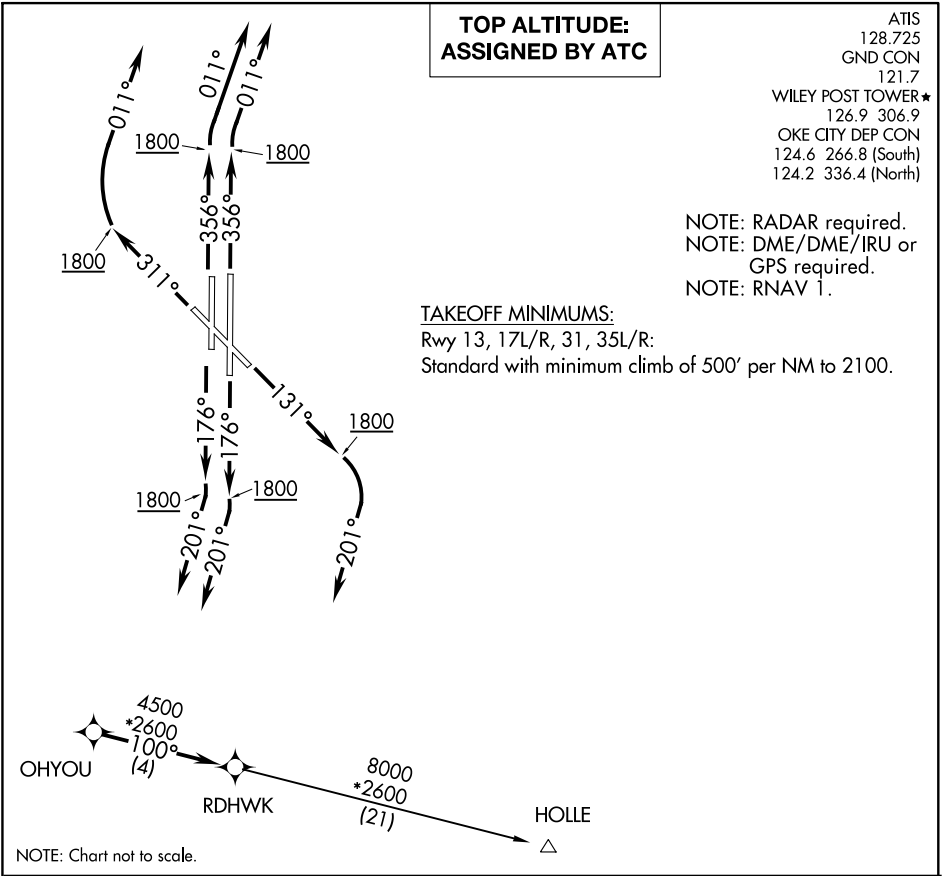 TOP ALTITUDE:
ASSIGNED BY ATC
ATIS
128.725
GND CON
121.7
WILEY POST TOWER★
126.9 306.9
OKE CITY DEP CON
124.6 266.8 (South)
124.2 336.4 (North)
NOTE: RADAR required.
NOTE: DME/DME/IRU or
GPS required.
NOTE: RNAV 1.
TAKEOFF MINIMUMS:
Rwy 13, 17L/R, 31, 35L/R:
Standard with minimum climb of 500' per NM to 2100.
011°
011°
011°
1800
1800
356°
356°
1800
311°
131°
1800
176°
176°
1800
1800
201°
201°
201°
4500
*2600
100°
(4)
OHYOU
RDHWK
8000
*2600
(21)
HOLLE
NOTE: Chart not to scale.